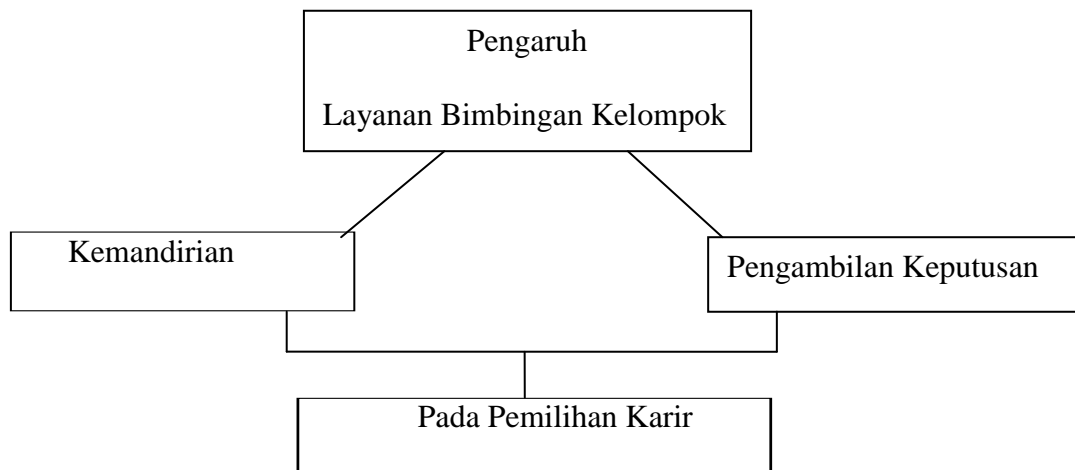 Pengaruh
Layanan Bimbingan Kelompok
Kemandirian
Pengambilan Keputusan
Pada Pemilihan Karir